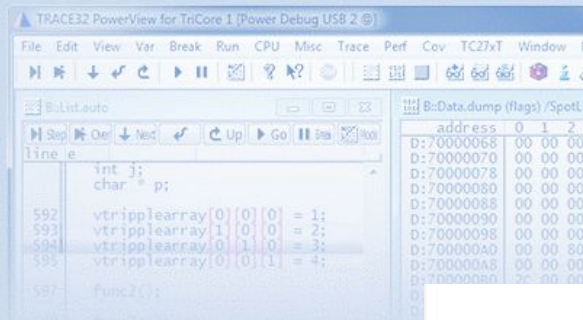 TRACE32 PowerView for TriCore 1 [Power Debug USB 2 @]
File Edit View Var Break Run CPU Misc Trace Perf Cov TC27xT Window
B::List.auto
B::Data.dump (flags) /SpotL
Step Over Next Up Go
address 0 1 2
line
D:70000068 00 00 00
int j;
D:70000070 00 00 00
char * p;
D:70000078 00 00 00
D:70000080 00 00 00
D:70000088 00 00 00
592 vtripplearray[0][0][0] = 1;
D:70000090 00 00 00
593 vtripplearray[1][0][0] = 2;
D:70000098 00 00 00
594 vtripplearray[0][1][0] = 3;
D:700000A0 00 00 80
595 vtripplearray[0][0][1] = 4;
D:700000A8 00 00 00
D:700000B0 2C 00 00
597 func2();